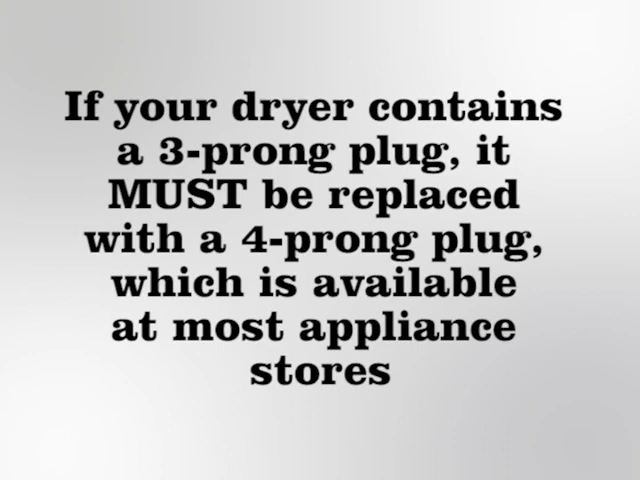 If your dryer contains
a 3-prong plug, it
MUST be replaced
with a 4-prong plug,
which is available
at most appliance
stores